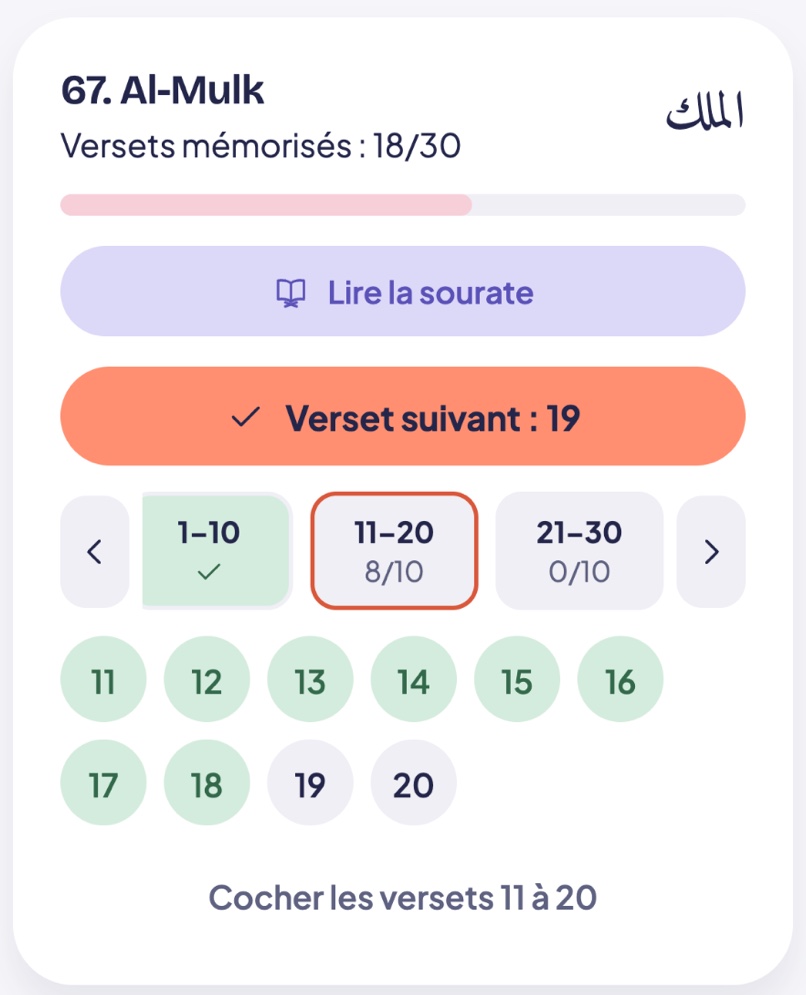 67. Al-Mulk
الملك
Versets mémorisés : 18/30
Lire la sourate
Verset suivant : 19
1–10 11–20 21–30
8/10 0/10
11 12 13 14 15 16
17 18 19 20
Cocher les versets 11 à 20